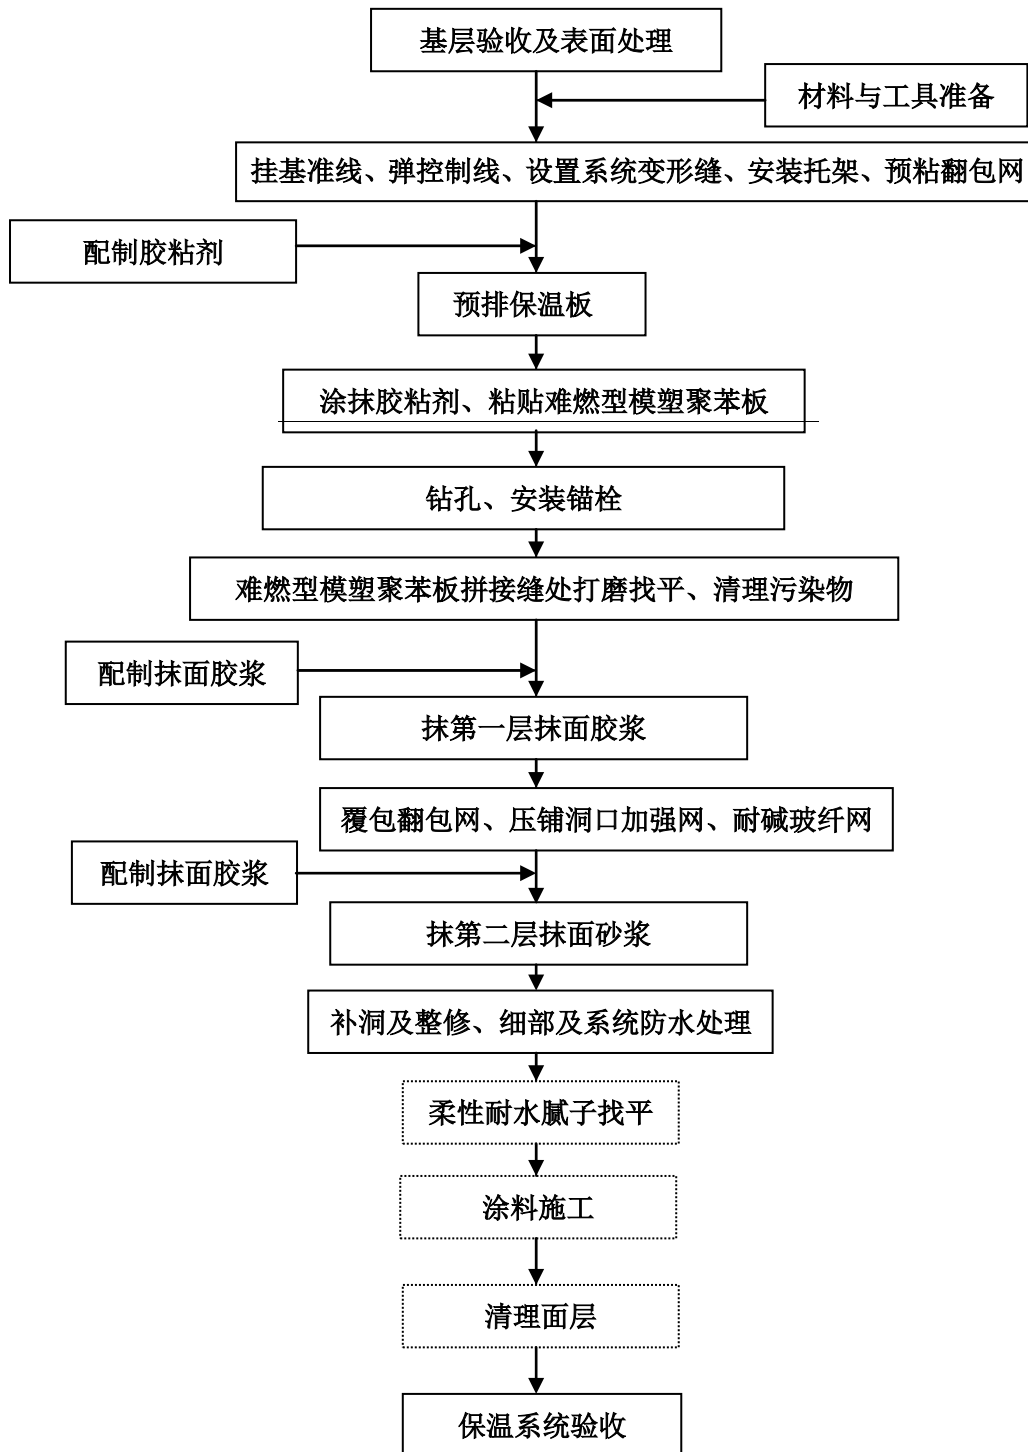 基层验收及表面处理
材料与工具准备
挂基准线、弹控制线、设置系统变形缝、安装托架、预粘翻包网
配制胶粘剂
预排保温板
涂抹胶粘剂、粘贴难燃型模塑聚苯板
钻孔、安装锚栓
难燃型模塑聚苯板拼接缝处打磨找平、清理污染物
配制抹面胶浆
抹第一层抹面胶浆
覆包翻包网、压铺洞口加强网、耐碱玻纤网
配制抹面胶浆
抹第二层抹面砂浆
补洞及整修、细部及系统防水处理
柔性耐水腻子找平
涂料施工
清理面层
保温系统验收